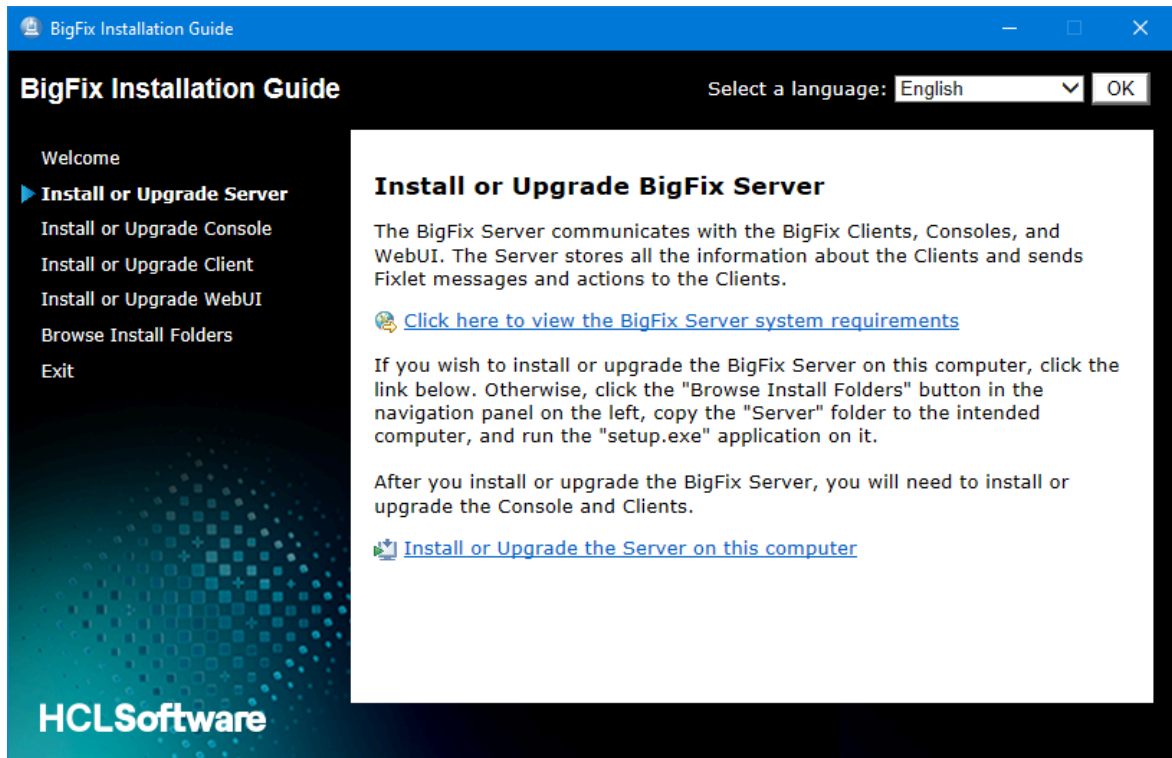 BigFix Installation Guide
BigFix Installation Guide
Select a language: English OK
Welcome
Install or Upgrade Server
Install or Upgrade Console
Install or Upgrade Client
Install or Upgrade WebUI
Browse Install Folders
Exit
Install or Upgrade BigFix Server
The BigFix Server communicates with the BigFix Clients, Consoles, and
WebUI. The Server stores all the information about the Clients and sends
Fixlet messages and actions to the Clients.
Click here to view the BigFix Server system requirements
If you wish to install or upgrade the BigFix Server on this computer, click the
link below. Otherwise, click the "Browse Install Folders" button in the
navigation panel on the left, copy the "Server" folder to the intended
computer, and run the "setup.exe" application on it.
After you install or upgrade the BigFix Server, you will need to install or
upgrade the Console and Clients.
Install or Upgrade the Server on this computer
HCLSoftware